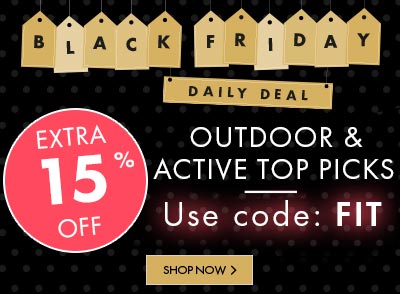 BLACK FRIDAY
DAILY DEAL
EXTRA
15%
OFF
OUTDOOR &
ACTIVE TOP PICKS
Use code: FIT
SHOP NOW >